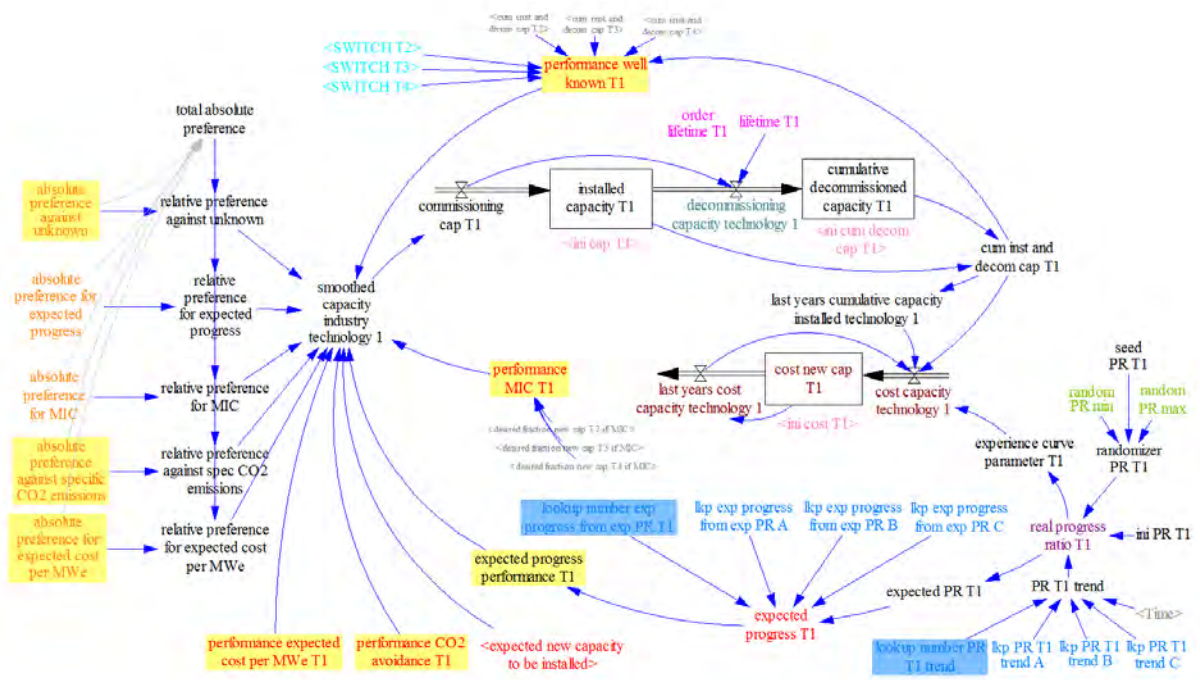 <cum inst and
decom cap T2>
<cum inst and
decom cap T3>
<cum inst and
decom cap T4>
<SWITCH T2>
<SWITCH T3>
<SWITCH T4>
performance well
known T1
total absolute
preference
order
lifetime T1
lifetime T1
absolute
preference
against
unknown
relative preference
against unknown
commissioning
cap T1
installed
capacity T1
<ini cap T1>
decommissioning
capacity technology 1
cumulative
decommissioned
capacity T1
<ini cum decom
cap T1>
cum inst and
decom cap T1
absolute
preference for
expected
progress
relative
preference
for expected
progress
smoothed
capacity
industry
technology 1
last years cumulative capacity
installed technology 1
absolute
preference
for MIC
relative preference
for MIC
performance
MIC T1
last years cost
capacity technology 1
cost new cap
T1
<ini cost T1>
cost capacity
technology 1
seed
PR T1
random
PR min
random
PR max
<desired fraction new cap T2 if MIC>
<desired fraction new cap T3 if MIC>
<desired fraction new cap T4 if MIC>
experience curve
parameter T1
randomizer
PR T1
absolute
preference
against specific
CO2 emissions
relative preference
against spec CO2
emissions
absolute
preference for
expected cost
per MWe
relative preference
for expected cost
per MWe
lookup number exp
progress from exp PR T1
lkp exp progress
from exp PR A
lkp exp progress
from exp PR B
lkp exp progress
from exp PR C
real progress
ratio T1
ini PR T1
expected progress
performance T1
expected PR T1
PR T1 trend
<Time>
expected
progress T1
performance expected
cost per MWe T1
performance CO2
avoidance T1
<expected new capacity
to be installed>
lookup number PR
T1 trend
lkp PR T1
trend A
lkp PR T1
trend B
lkp PR T1
trend C